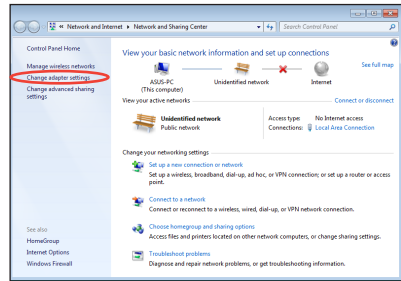 « Network and Internet ▸ Network and Sharing Center
Search Control Panel
Control Panel Home
Manage wireless networks
Change adapter settings
Change advanced sharing
settings
See also
HomeGroup
Internet Options
Windows Firewall
View your basic network information and set up connections
See full map
ASUS-PC
(This computer)
Unidentified network
Internet
View your active networks
Connect or disconnect
Unidentified network
Public network
Access type: No Internet access
Connections: Local Area Connection
Change your networking settings
Set up a new connection or network
Set up a wireless, broadband, dial-up, ad hoc, or VPN connection; or set up a router or access
point.
Connect to a network
Connect or reconnect to a wireless, wired, dial-up, or VPN network connection.
Choose homegroup and sharing options
Access files and printers located on other network computers, or change sharing settings.
Troubleshoot problems
Diagnose and repair network problems, or get troubleshooting information.